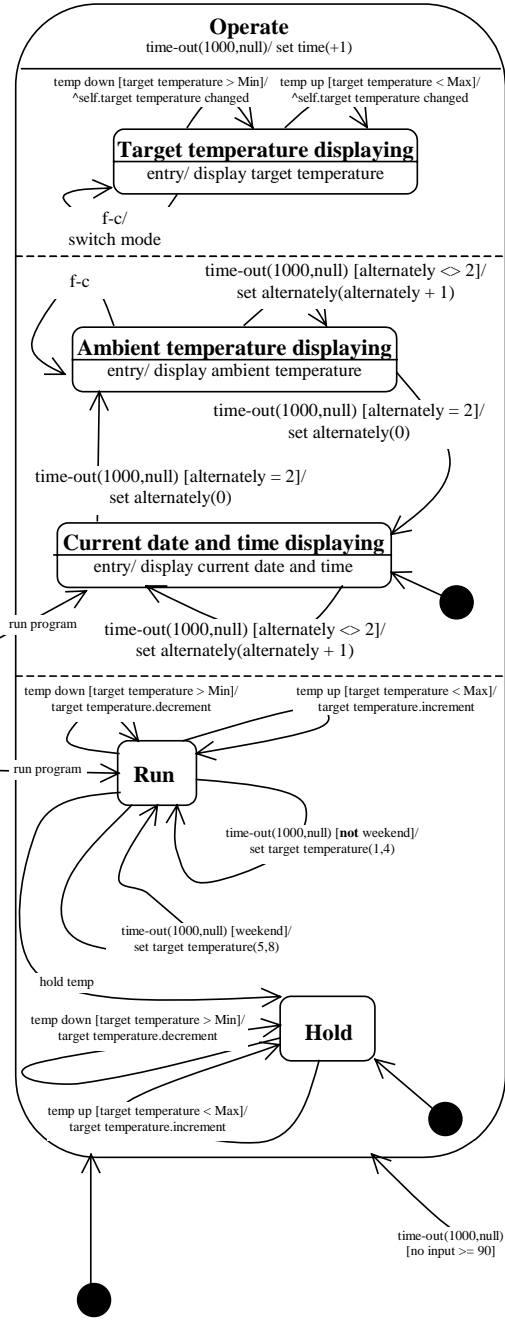 Operate
time-out(1000,null)/ set time(+1)
temp down [target temperature > Min]/
^self.target temperature changed
temp up [target temperature < Max]/
^self.target temperature changed
Target temperature displaying
entry/ display target temperature
f-c/
switch mode
f-c
time-out(1000,null) [alternately <> 2]/
set alternately(alternately + 1)
Ambient temperature displaying
entry/ display ambient temperature
time-out(1000,null) [alternately = 2]/
set alternately(0)
time-out(1000,null) [alternately = 2]/
set alternately(0)
Current date and time displaying
entry/ display current date and time
run program
time-out(1000,null) [alternately <> 2]/
set alternately(alternately + 1)
temp down [target temperature > Min]/
target temperature.decrement
temp up [target temperature < Max]/
target temperature.increment
run program
Run
time-out(1000,null) [not weekend]/
set target temperature(1,4)
time-out(1000,null) [weekend]/
set target temperature(5,8)
hold temp
temp down [target temperature > Min]/
target temperature.decrement
Hold
temp up [target temperature < Max]/
target temperature.increment
time-out(1000,null)
[no input >= 90]